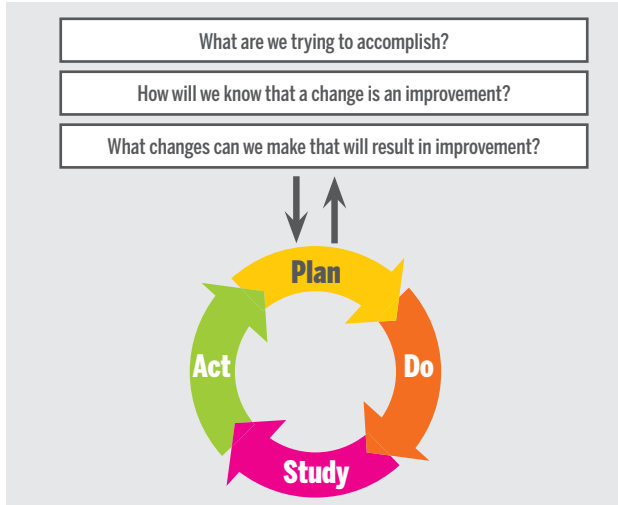 What are we trying to accomplish?
How will we know that a change is an improvement?
What changes can we make that will result in improvement?
Plan
Do
Study
Act